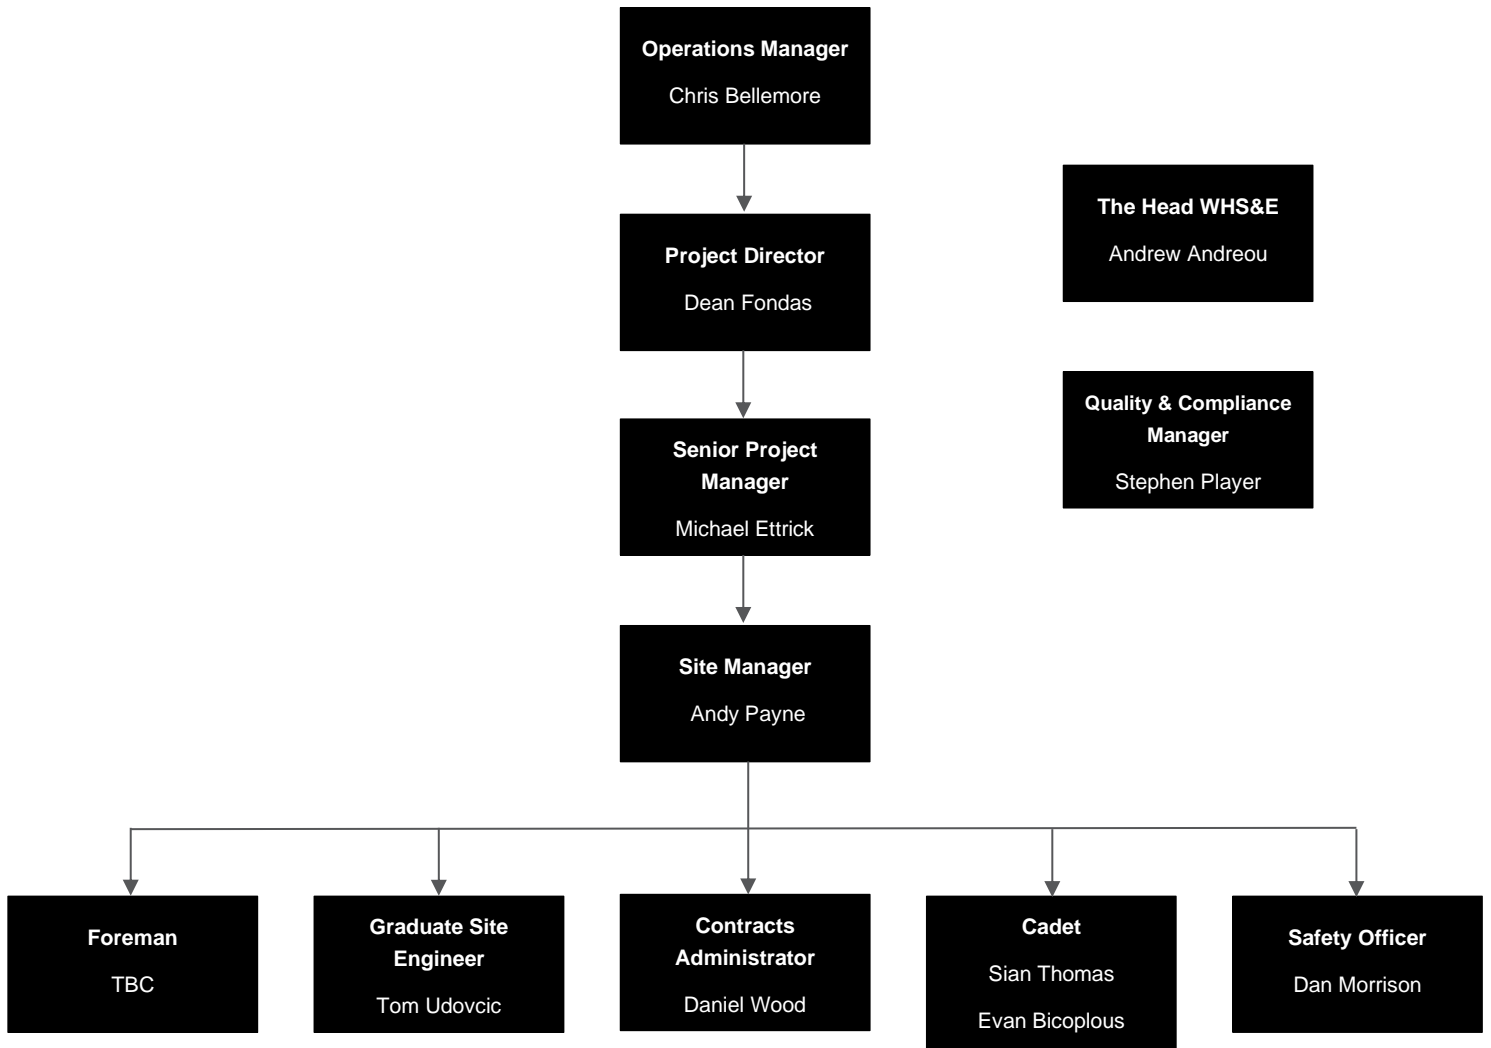 Operations Manager
Chris Bellemore
The Head WHS&E
Andrew Andreou
Project Director
Dean Fondas
Quality & Compliance
Manager
Stephen Player
Senior Project
Manager
Michael Ettrick
Site Manager
Andy Payne
Foreman
TBC
Graduate Site
Engineer
Tom Udovcic
Contracts
Administrator
Daniel Wood
Cadet
Sian Thomas
Evan Bicoplous
Safety Officer
Dan Morrison